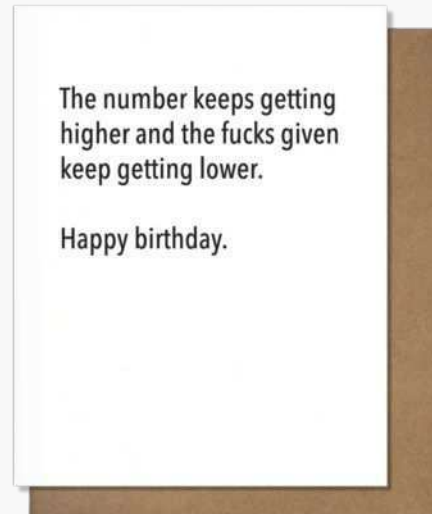 The number keeps getting
higher and the fucks given
keep getting lower.
Happy birthday.